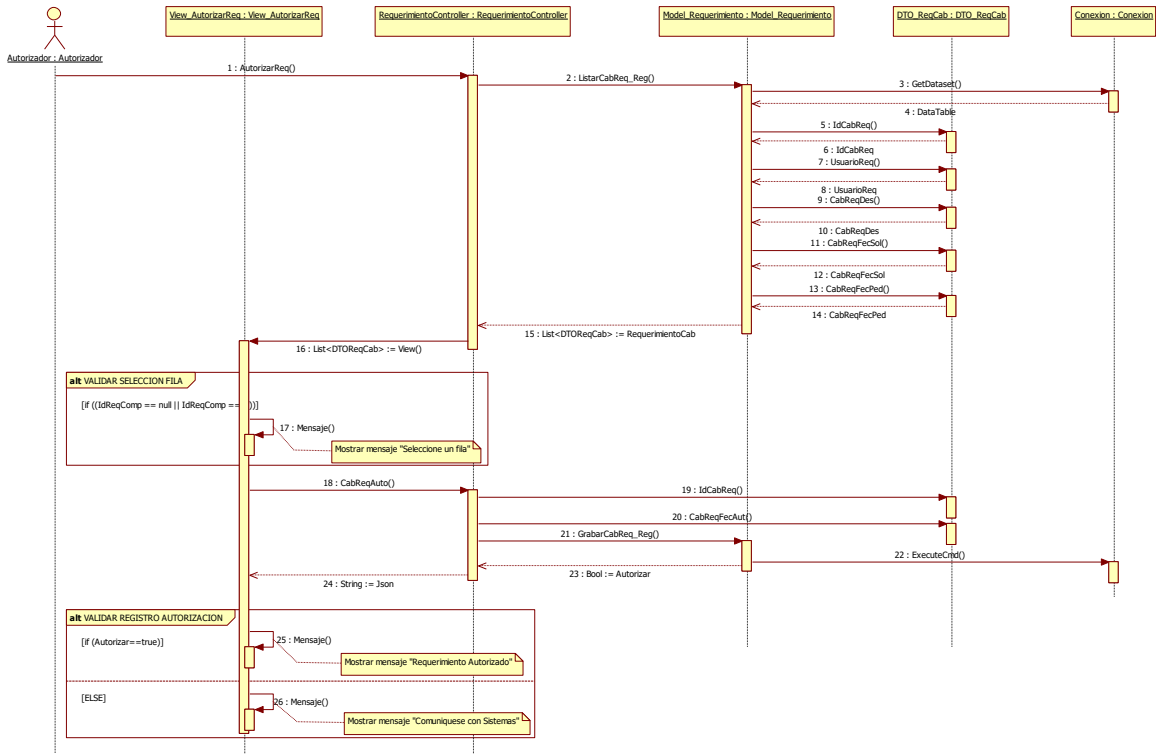 View_AutorizarReq : View_AutorizarReq
RequerimientoController : RequerimientoController
Model_Requerimiento : Model_Requerimiento
DTO_ReqCab : DTO_ReqCab
Conexion : Conexion
Autorizador : Autorizador
1 : AutorizarReq()
2 : ListarCabReq_Reg()
3 : GetDataset()
4 : DataTable
5 : IdCabReq()
6 : IdCabReq
7 : UsuarioReq()
8 : UsuarioReq
9 : CabReqDes()
10 : CabReqDes
11 : CabReqFecSol()
12 : CabReqFecSol
13 : CabReqFecPed()
14 : CabReqFecPed
15 : List<DTOReqCab> := RequerimientoCab
16 : List<DTOReqCab> := View()
alt VALIDAR SELECCION FILA
[if ((IdReqComp == null || IdReqComp == ))]
17 : Mensaje()
Mostrar mensaje "Seleccione un fila"
18 : CabReqAuto()
19 : IdCabReq()
20 : CabReqFecAut()
21 : GrabarCabReq_Reg()
22 : ExecuteCmd()
23 : Bool := Autorizar
24 : String := Json
alt VALIDAR REGISTRO AUTORIZACION
[if (Autorizar==true)]
25 : Mensaje()
Mostrar mensaje "Requerimiento Autorizado"
[ELSE]
26 : Mensaje()
Mostrar mensaje "Comuniquese con Sistemas"